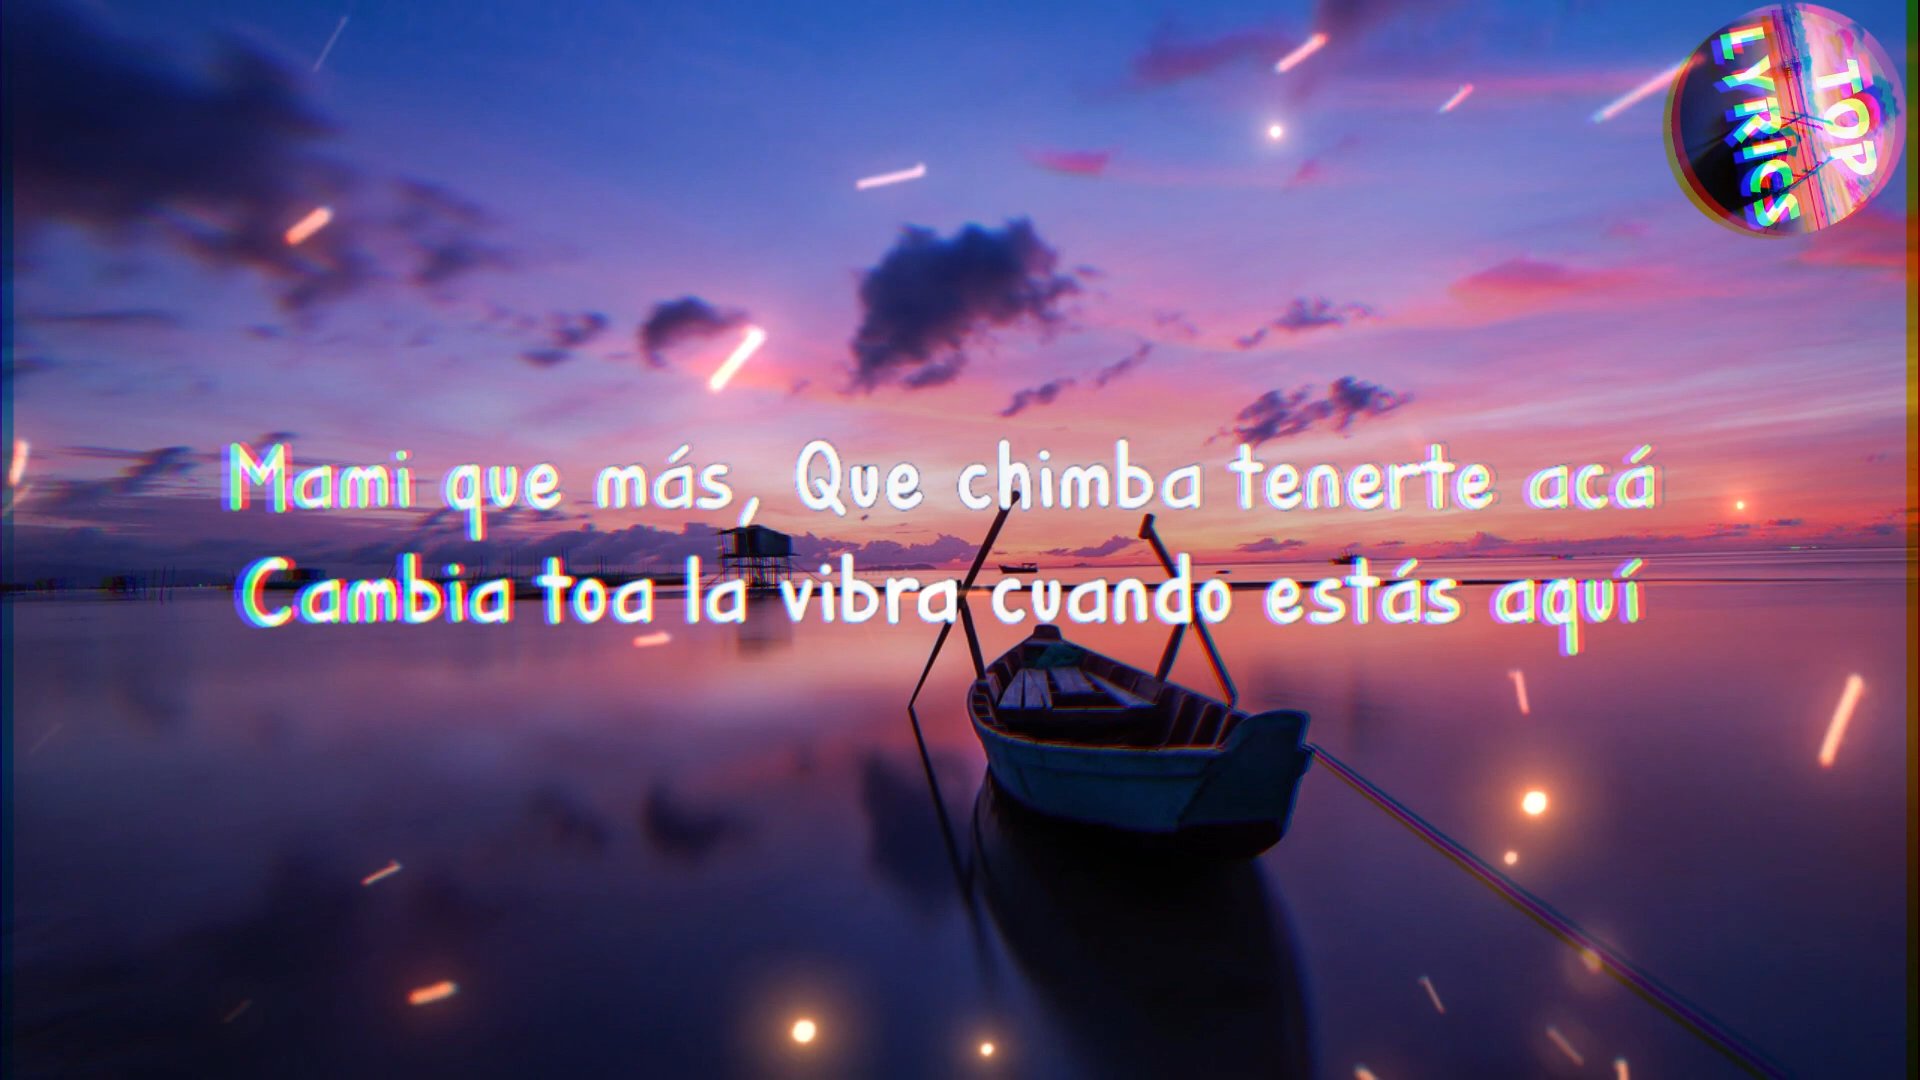 Mami que más, Que chimba tenerte acá
Cambia toa la vibra cuando estás aquí
TOP
LYRICS